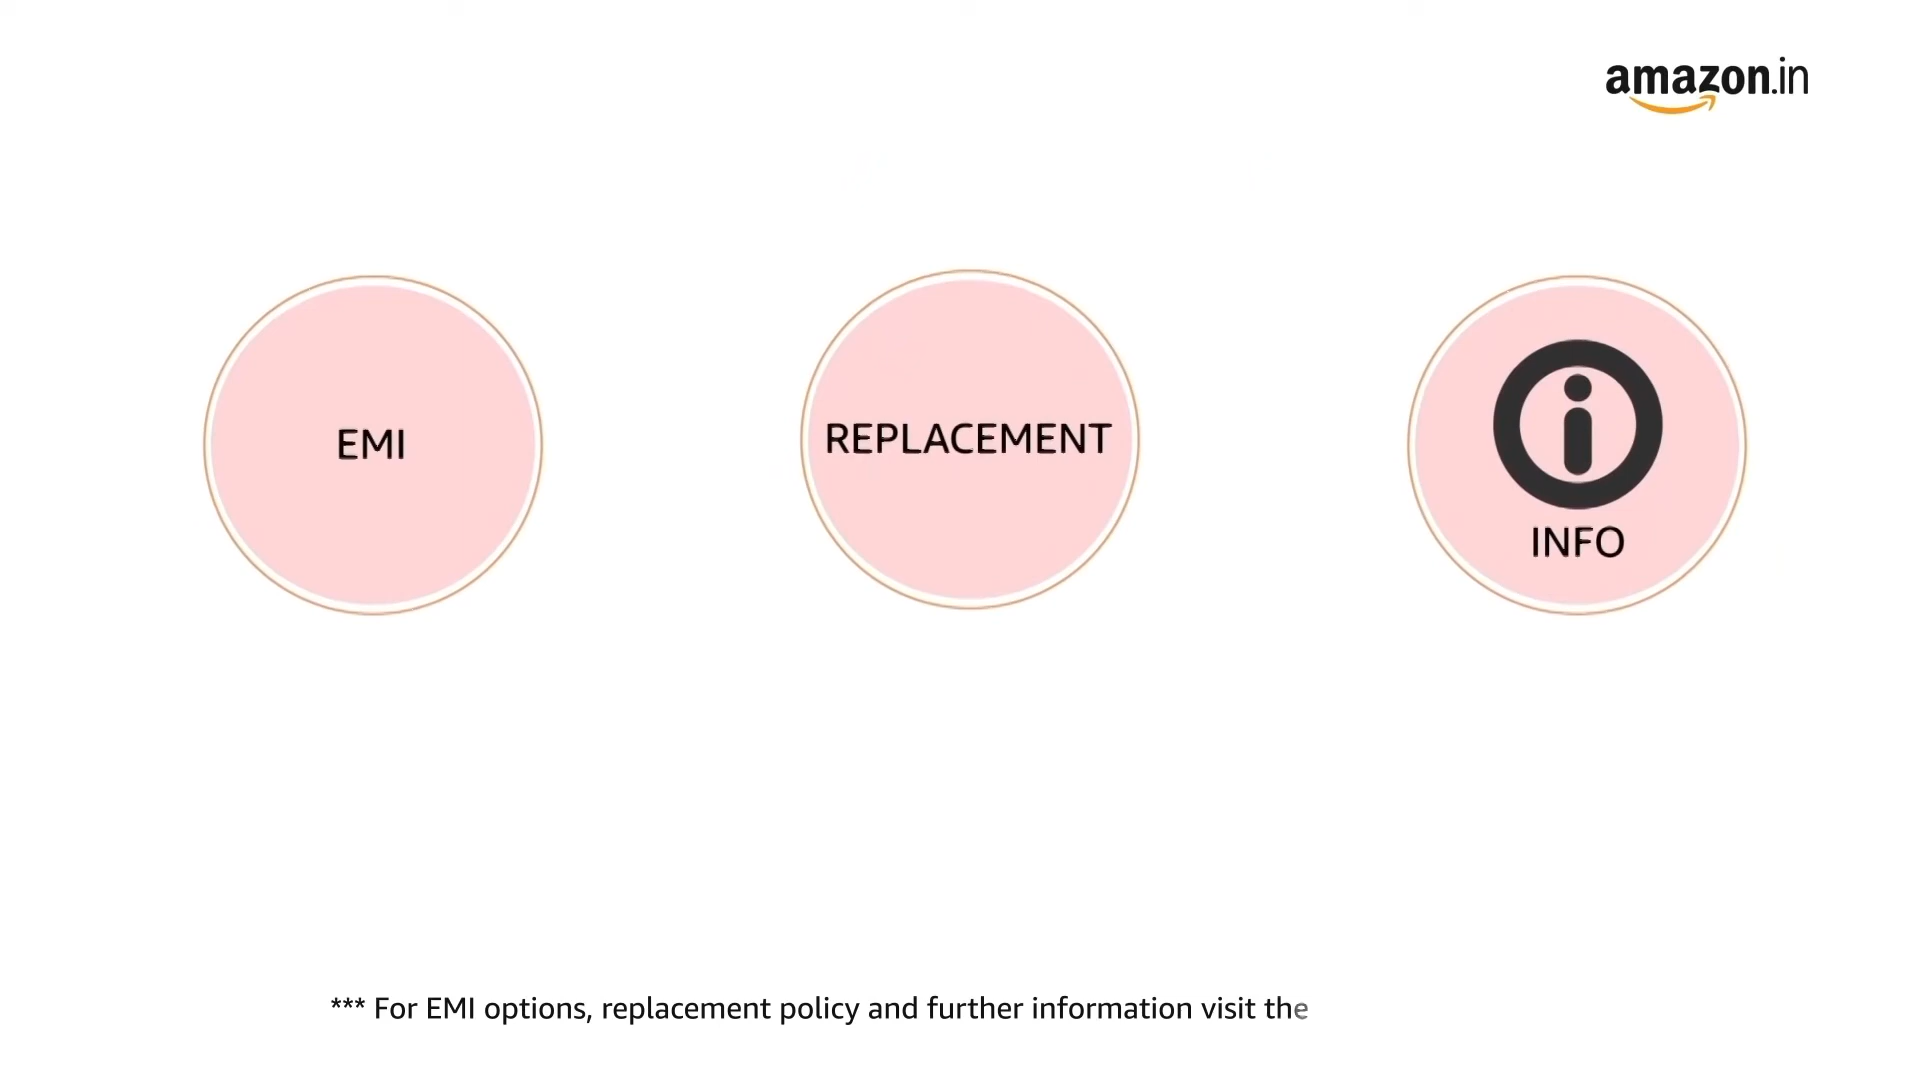 amazon.in
EMI
REPLACEMENT
INFO
*** For EMI options, replacement policy and further information visit the